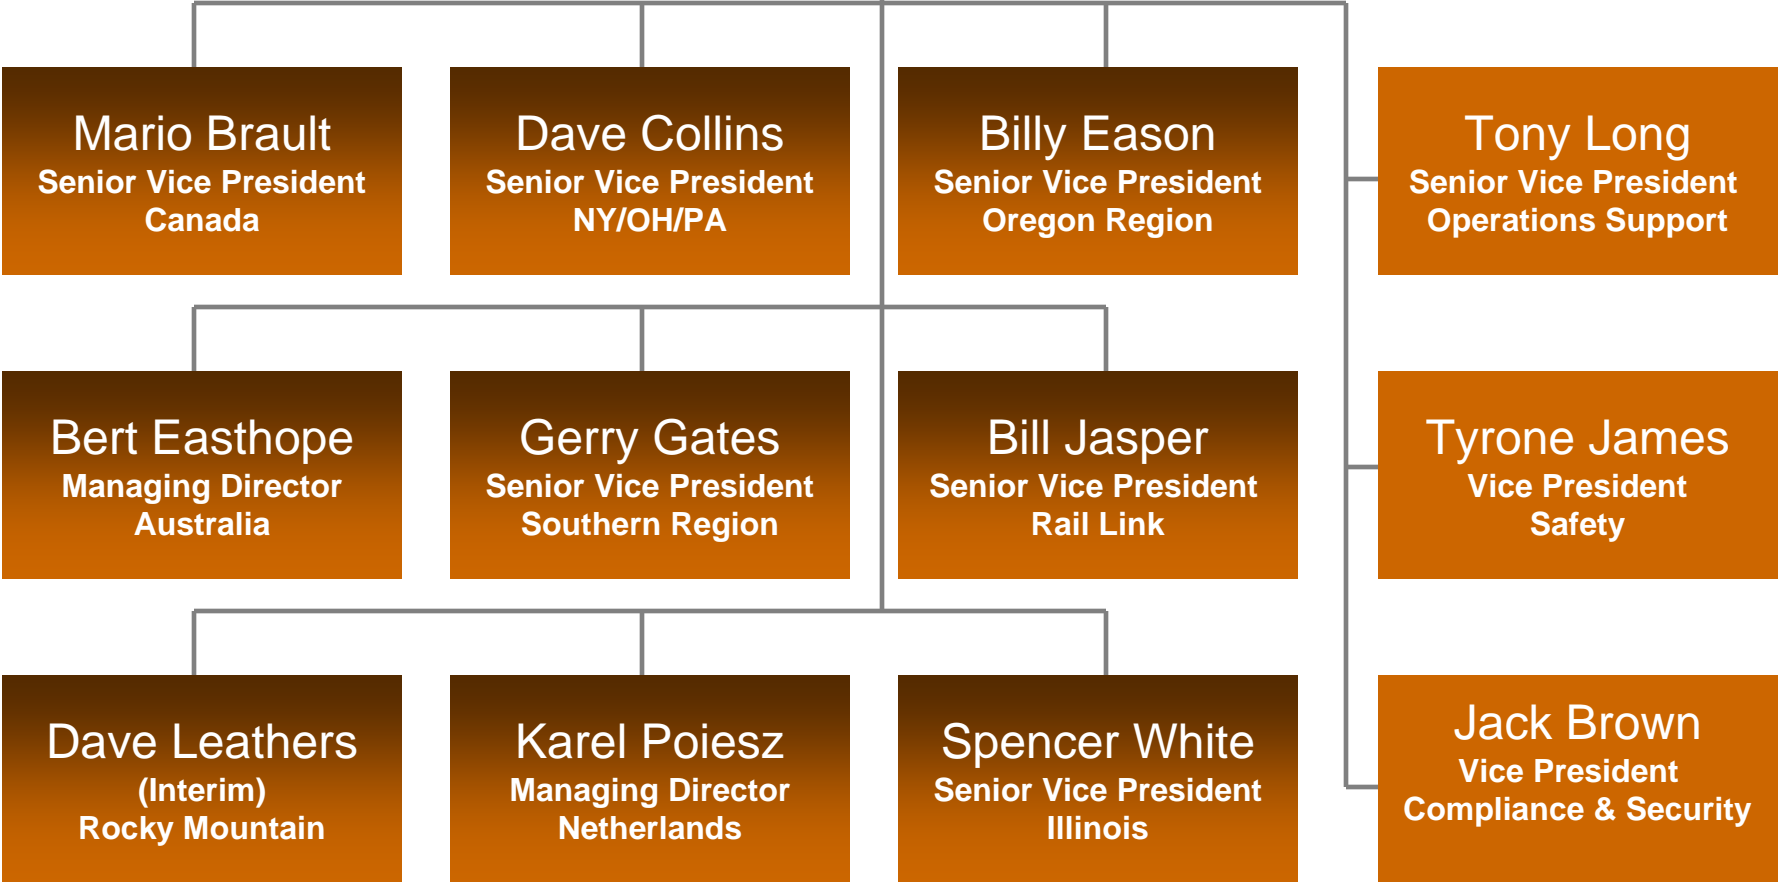 Mario Brault
Senior Vice President
Canada
Dave Collins
Senior Vice President
NY/OH/PA
Billy Eason
Senior Vice President
Oregon Region
Tony Long
Senior Vice President
Operations Support
Bert Easthope
Managing Director
Australia
Gerry Gates
Senior Vice President
Southern Region
Bill Jasper
Senior Vice President
Rail Link
Tyrone James
Vice President
Safety
Dave Leathers
(Interim)
Rocky Mountain
Karel Poiesz
Managing Director
Netherlands
Spencer White
Senior Vice President
Illinois
Jack Brown
Vice President
Compliance & Security